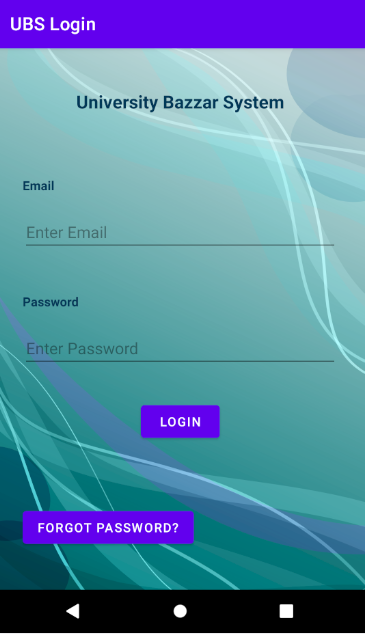 UBS Login
University Bazzar System
Email
Enter Email
Password
Enter Password
LOGIN
FORGOT PASSWORD?